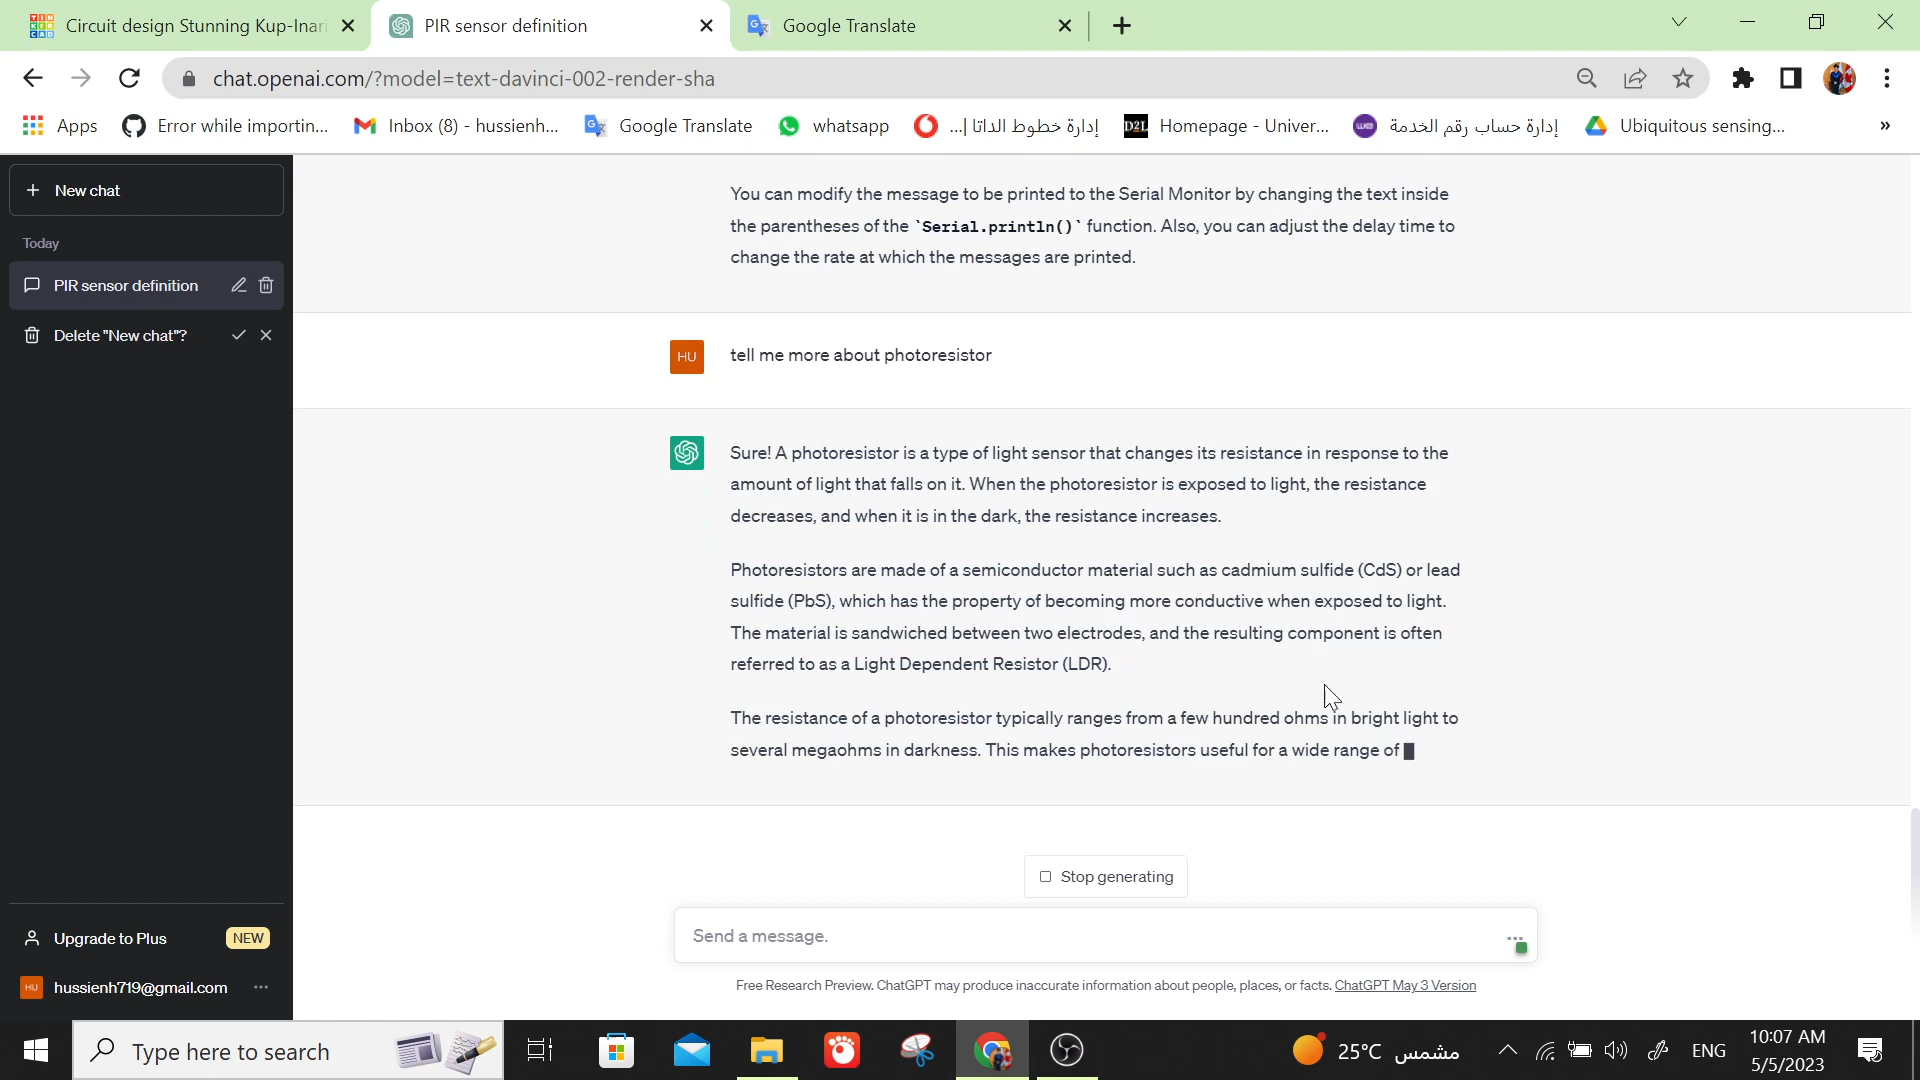 Circuit design Stunning Kup-Inari
PIR sensor definition
Google Translate
chat.openai.com/?model=text-davinci-002-render-sha
Apps
Error while importin...
Inbox (8) - hussienh...
Google Translate
whatsapp
إدارة خطوط الداتا |...
D2L
Homepage - Univer...
إدارة حساب رقم الخدمة
Ubiquitous sensing...
»
New chat
Today
PIR sensor definition
Delete "New chat"?
Upgrade to Plus
NEW
HU
hussienh719@gmail.com
You can modify the message to be printed to the Serial Monitor by changing the text inside
the parentheses of the `Serial.println()` function. Also, you can adjust the delay time to
change the rate at which the messages are printed.
HU
tell me more about photoresistor
Sure! A photoresistor is a type of light sensor that changes its resistance in response to the
amount of light that falls on it. When the photoresistor is exposed to light, the resistance
decreases, and when it is in the dark, the resistance increases.
Photoresistors are made of a semiconductor material such as cadmium sulfide (CdS) or lead
sulfide (PbS), which has the property of becoming more conductive when exposed to light.
The material is sandwiched between two electrodes, and the resulting component is often
referred to as a Light Dependent Resistor (LDR).
The resistance of a photoresistor typically ranges from a few hundred ohms in bright light to
several megaohms in darkness. This makes photoresistors useful for a wide range of
Stop generating
Send a message.
Free Research Preview. ChatGPT may produce inaccurate information about people, places, or facts. ChatGPT May 3 Version
Type here to search
25°C مشمس
ENG
10:07 AM
5/5/2023